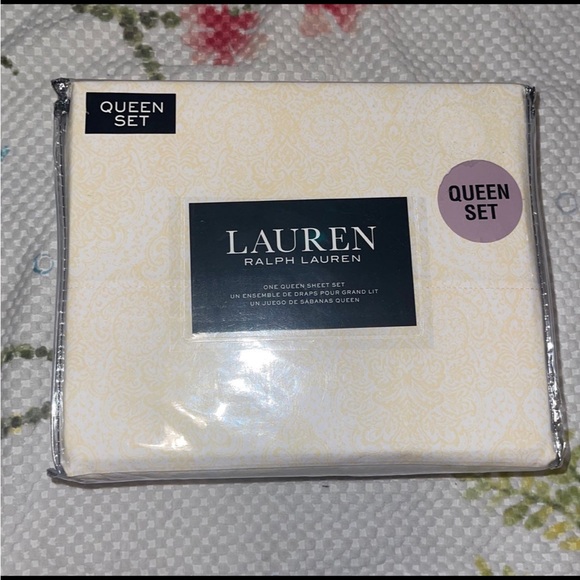 QUEEN
SET
QUEEN
SET
LAUREN
RALPH LAUREN
ONE QUEEN SHEET SET
UN ENSEMBLE DE DRAPS POUR GRAND LIT
UN JUEGO DE SÁBANAS QUEEN